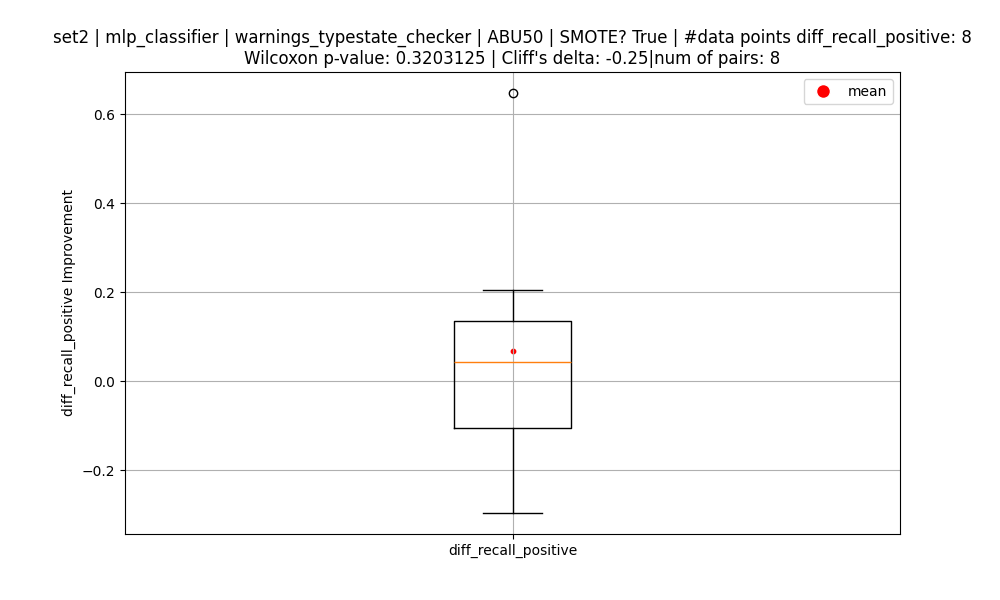 set2 | mlp_classifier | warnings_typestate_checker | ABU50 | SMOTE? True | #data points diff_recall_positive: 8
Wilcoxon p-value: 0.3203125 | Cliff's delta: -0.25|num of pairs: 8
mean
0.6
0.4
0.2
0.0
−0.2
diff_recall_positive Improvement
diff_recall_positive